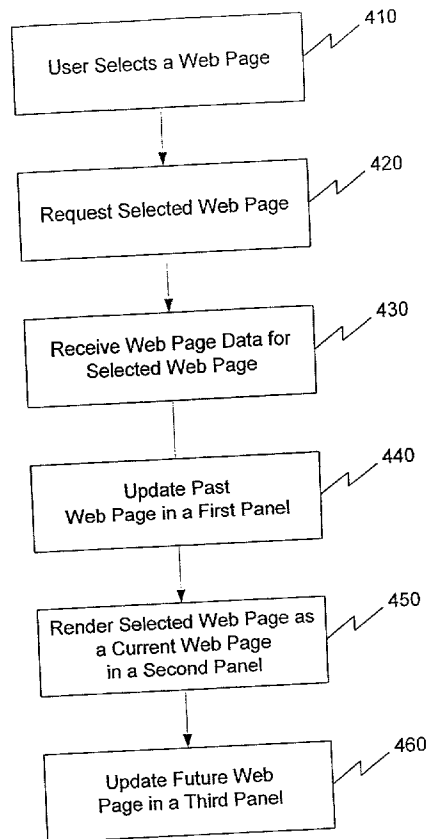 410
User Selects a Web Page
420
Request Selected Web Page
430
Receive Web Page Data for
Selected Web Page
440
Update Past
Web Page in a First Panel
450
Render Selected Web Page as
a Current Web Page
in a Second Panel
460
Update Future Web
Page in a Third Panel